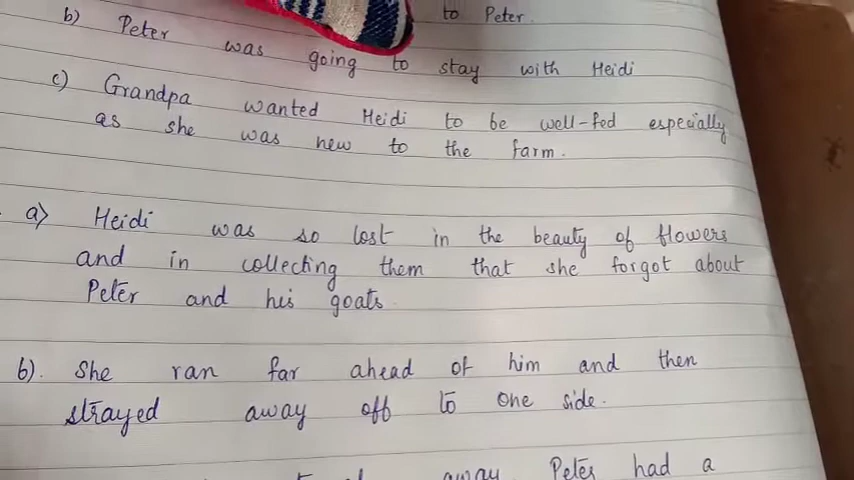 to Peter.
b) Peter was going to stay with Heidi
c) Grandpa wanted Heidi to be well-fed especially
as she was new to the farm.
a) Heidi was so lost in the beauty of flowers
and in collecting them that she forgot about
Peter and his goats.
b). She ran far ahead of him and then
strayed away off to one side.
away Peter had a